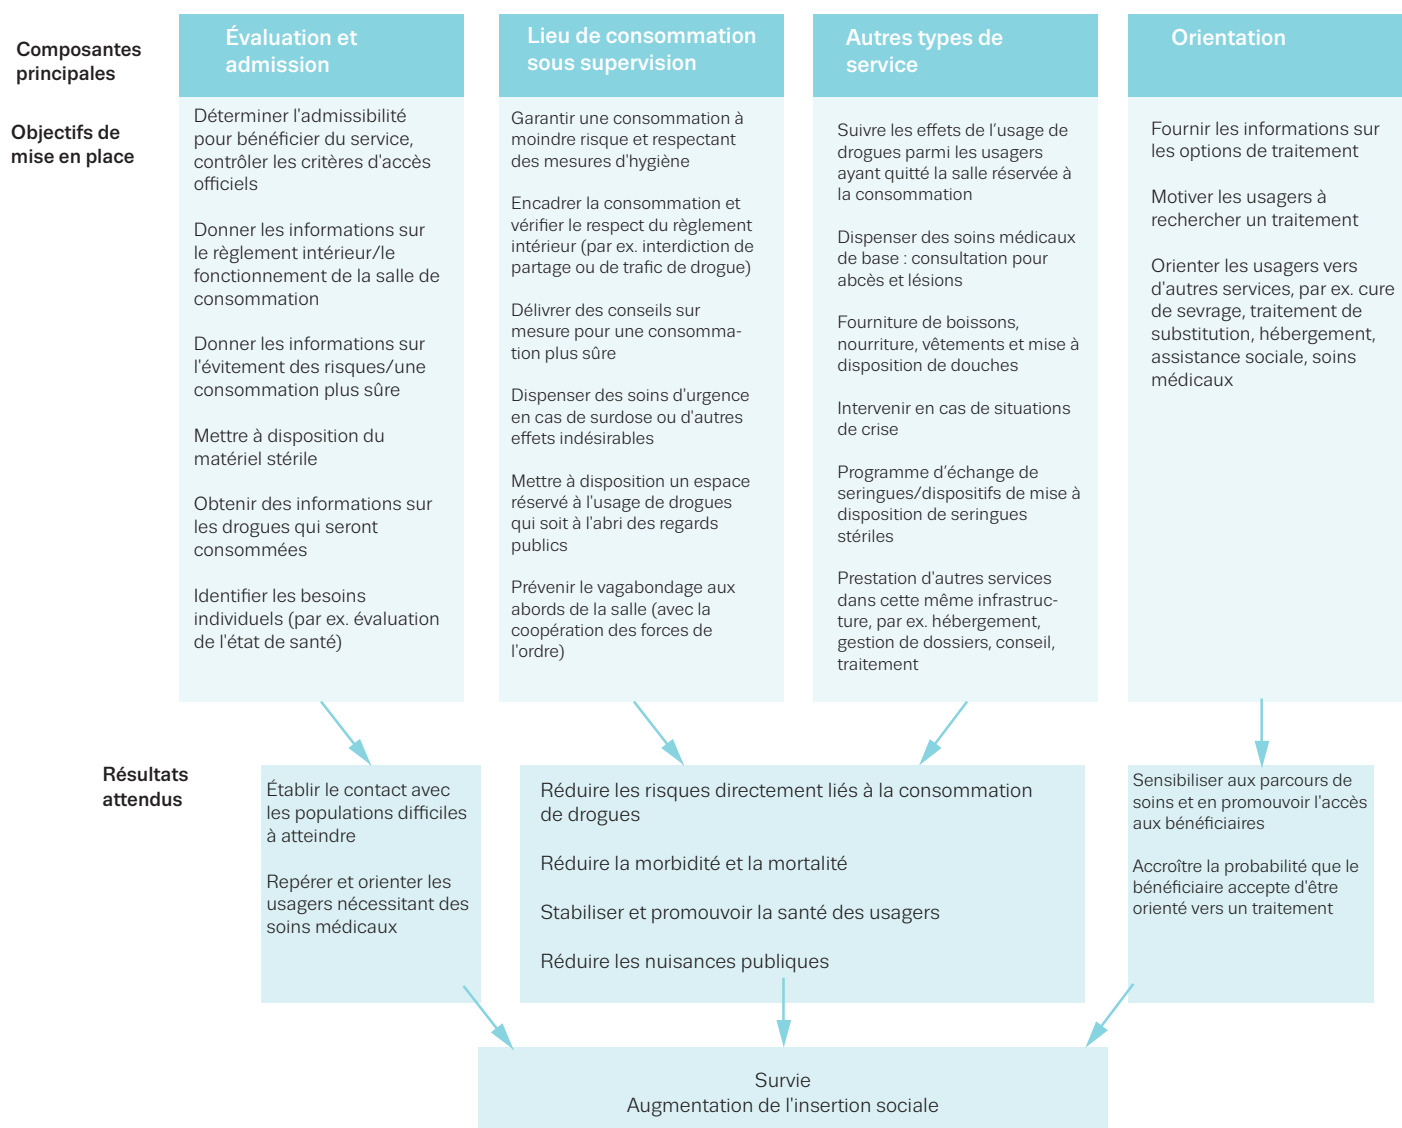 Composantes
principales
Évaluation et
admission
Lieu de consommation
sous supervision
Autres types de
service
Orientation
Objectifs de
mise en place
Déterminer l'admissibilité
pour bénéficier du service,
contrôler les critères d'accès
officiels
Donner les informations sur
le règlement intérieur/le
fonctionnement de la salle de
consommation
Donner les informations sur
l'évitement des risques/une
consommation plus sûre
Mettre à disposition du
matériel stérile
Obtenir des informations sur
les drogues qui seront
consommées
Identifier les besoins
individuels (par ex. évaluation
de l'état de santé)
Garantir une consommation à
moindre risque et respectant
des mesures d'hygiène
Encadrer la consommation et
vérifier le respect du règlement
intérieur (par ex. interdiction de
partage ou de trafic de drogue)
Délivrer des conseils sur
mesure pour une consomma-
tion plus sûre
Dispenser des soins d'urgence
en cas de surdose ou d'autres
effets indésirables
Mettre à disposition un espace
réservé à l'usage de drogues
qui soit à l'abri des regards
publics
Prévenir le vagabondage aux
abords de la salle (avec la
coopération des forces de
l'ordre)
Suivre les effets de l’usage de
drogues parmi les usagers
ayant quitté la salle réservée à
la consommation
Dispenser des soins médicaux
de base : consultation pour
abcès et lésions
Fourniture de boissons,
nourriture, vêtements et mise à
disposition de douches
Intervenir en cas de situations
de crise
Programme d’échange de
seringues/dispositifs de mise à
disposition de seringues
stériles
Prestation d'autres services
dans cette même infrastruc-
ture, par ex. hébergement,
gestion de dossiers, conseil,
traitement
Fournir les informations sur
les options de traitement
Motiver les usagers à
rechercher un traitement
Orienter les usagers vers
d'autres services, par ex. cure
de sevrage, traitement de
substitution, hébergement,
assistance sociale, soins
médicaux
Résultats
attendus
Établir le contact avec
les populations difficiles
à atteindre
Repérer et orienter les
usagers nécessitant des
soins médicaux
Réduire les risques directement liés à la consommation
de drogues
Réduire la morbidité et la mortalité
Stabiliser et promouvoir la santé des usagers
Réduire les nuisances publiques
Sensibiliser aux parcours de
soins et en promouvoir l'accès
aux bénéficiaires
Accroître la probabilité que le
bénéficiaire accepte d'être
orienté vers un traitement
Survie
Augmentation de l'insertion sociale